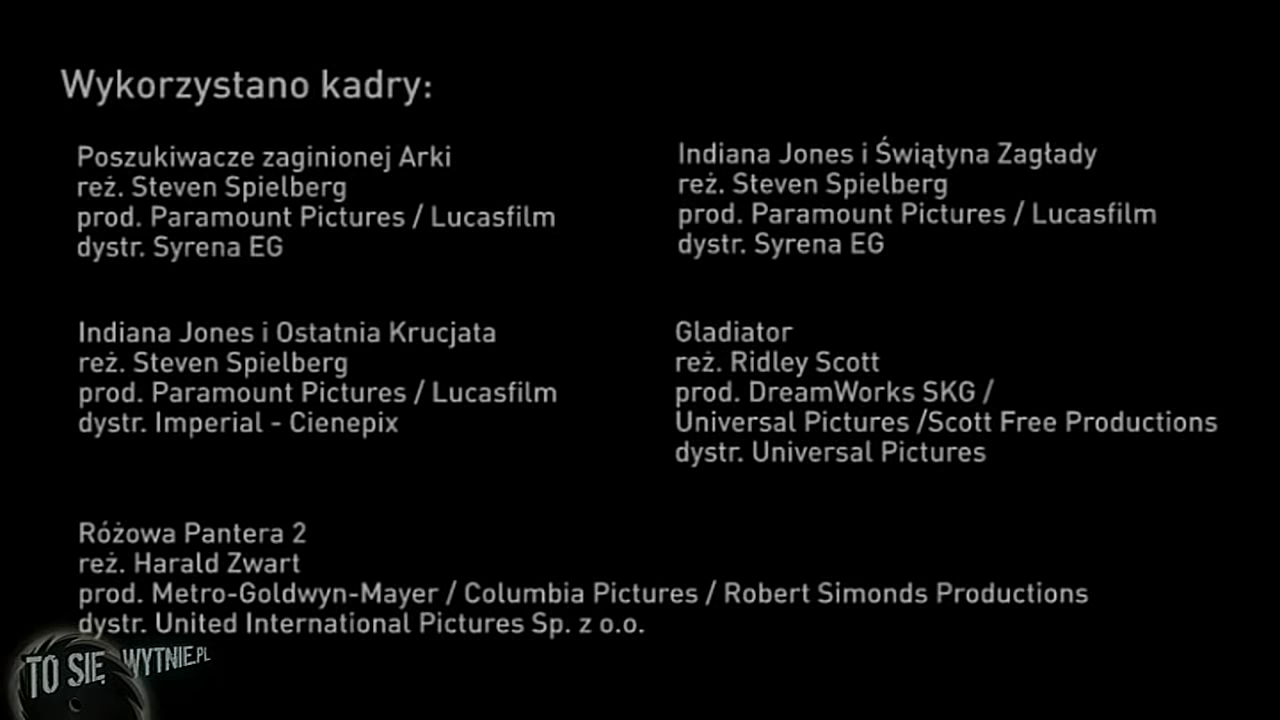 Wykorzystano kadry:
Poszukiwacze zaginionej Arki
reż. Steven Spielberg
prod. Paramount Pictures / Lucasfilm
dystr. Syrena EG
Indiana Jones i Świątyna Zagłady
reż. Steven Spielberg
prod. Paramount Pictures / Lucasfilm
dystr. Syrena EG
Indiana Jones i Ostatnia Krucjata
reż. Steven Spielberg
prod. Paramount Pictures / Lucasfilm
dystr. Imperial - Cienepix
Gladiator
reż. Ridley Scott
prod. DreamWorks SKG /
Universal Pictures /Scott Free Productions
dystr. Universal Pictures
Różowa Pantera 2
reż. Harald Zwart
prod. Metro-Goldwyn-Mayer / Columbia Pictures / Robert Simonds Productions
dystr. United International Pictures Sp. z o.o.
TO SIĘ WYTNIE.PL